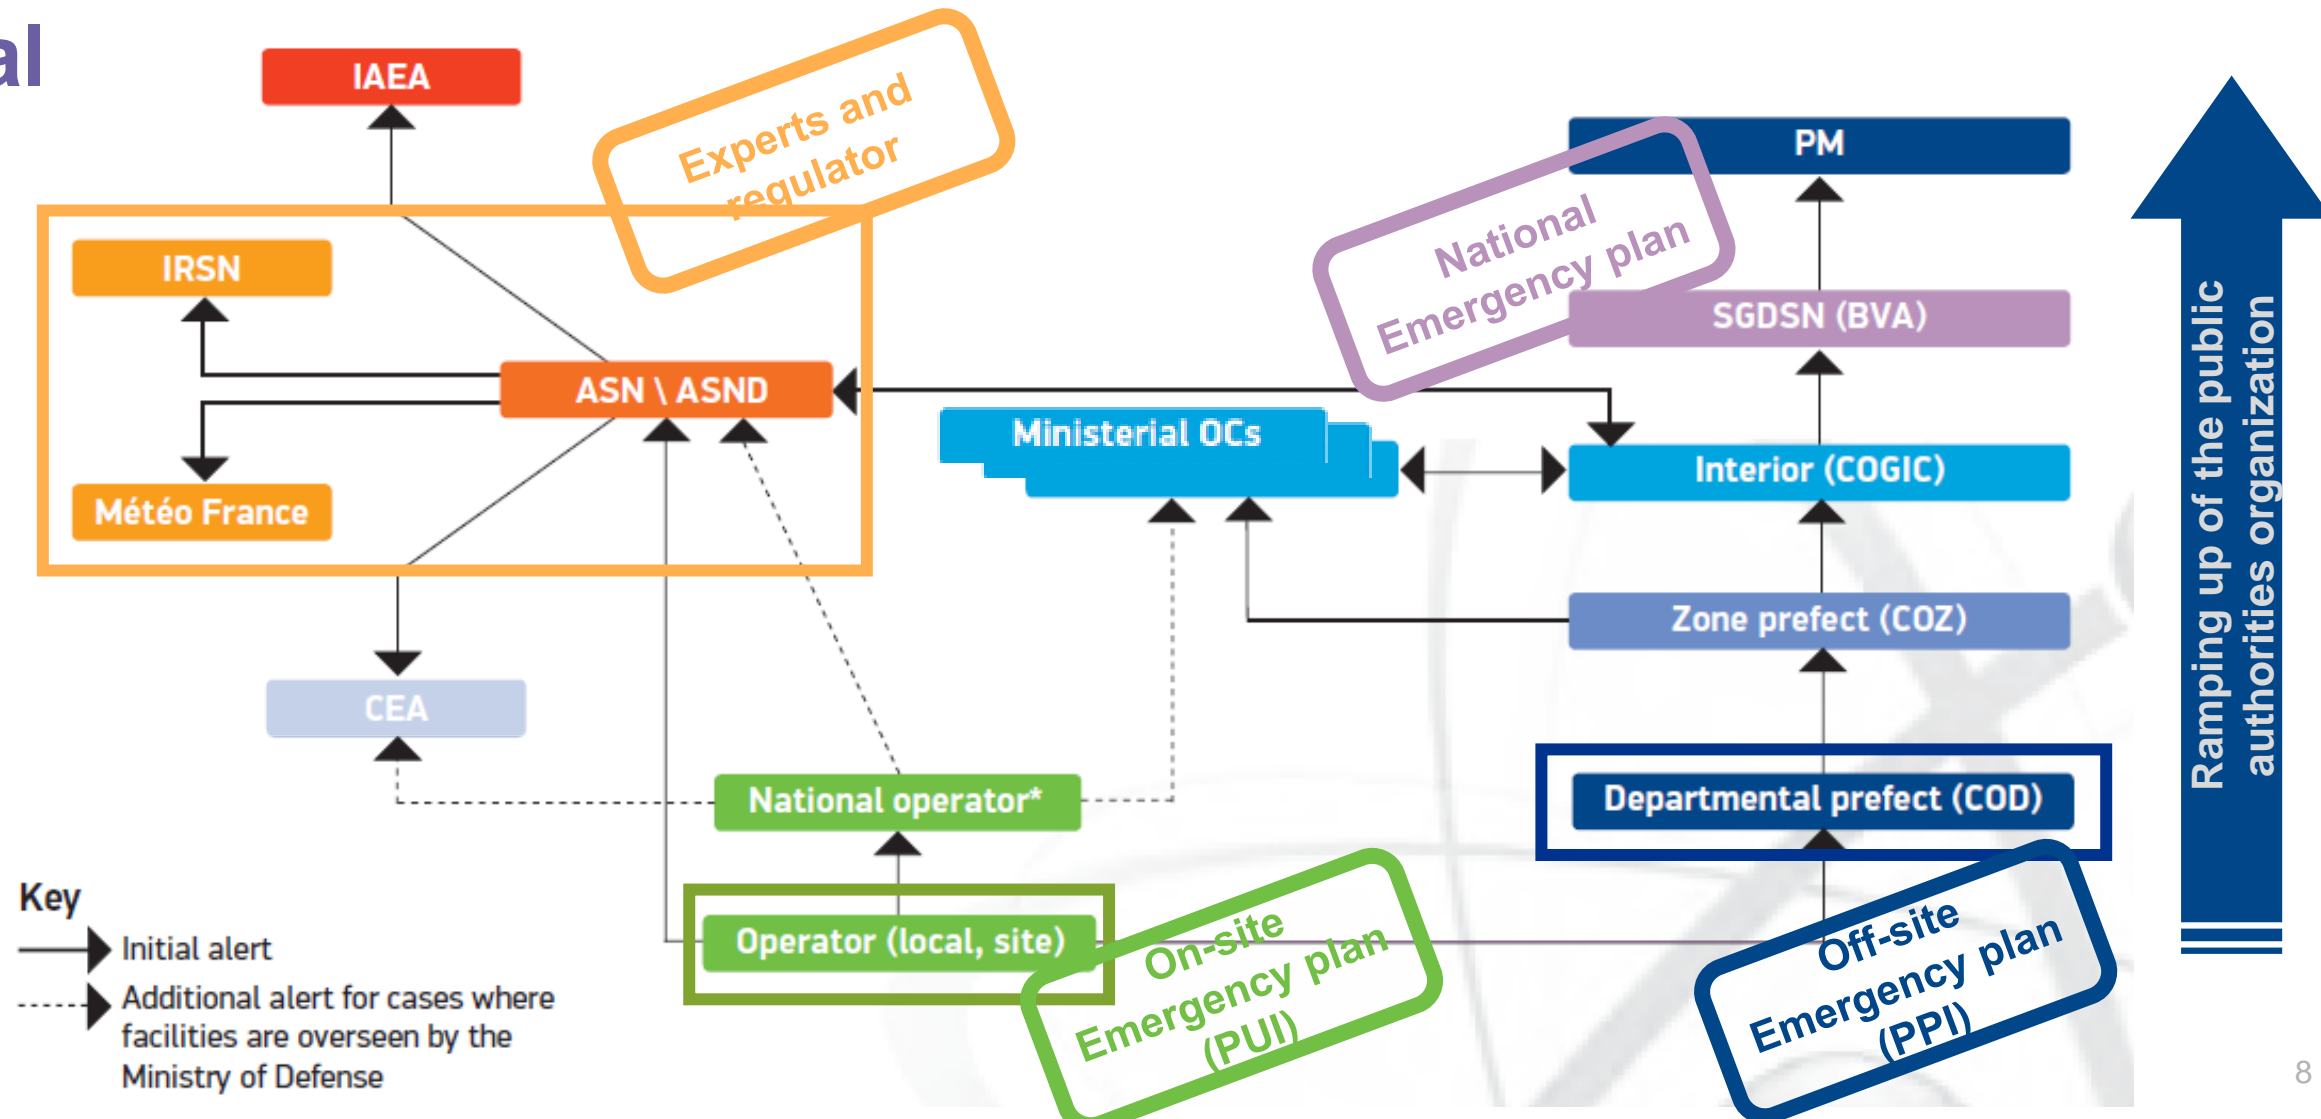 al
IAEA
Experts and
regulator
PM
National
Emergency plan
IRSN
SGDSN (BVA)
ASN \ ASND
Ministerial OCs
Interior (COGIC)
Météo France
Zone prefect (COZ)
CEA
National operator*
Departmental prefect (COD)
Operator (local, site)
On-site
Emergency plan
(PUI)
Off-site
Emergency plan
(PPI)
Ramping up of the public
authorities organization
Key
Initial alert
Additional alert for cases where
facilities are overseen by the
Ministry of Defense
8